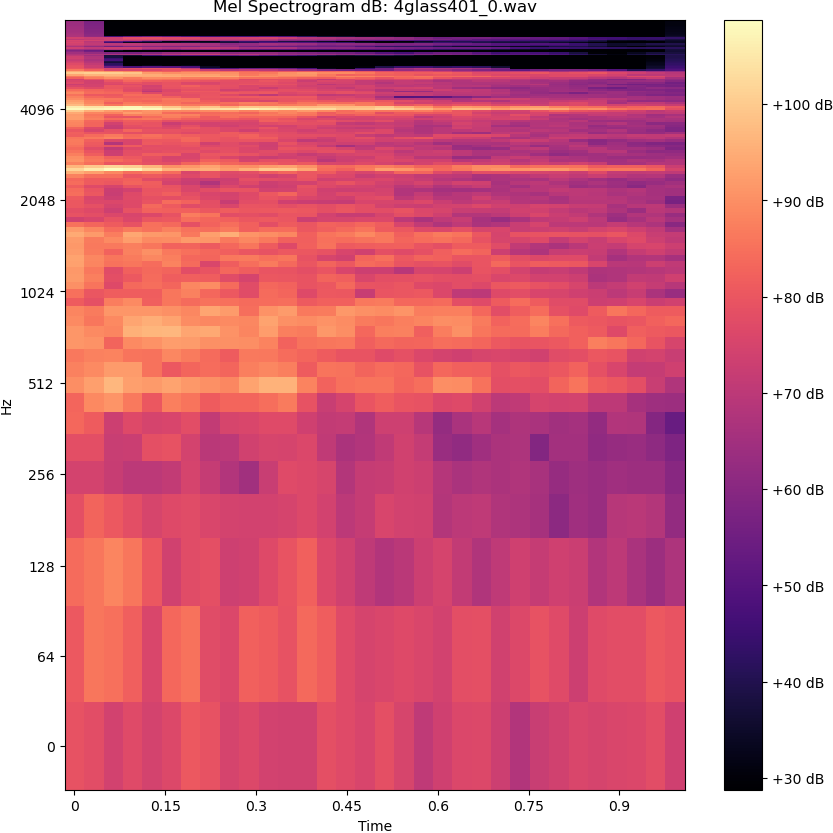 Mel Spectrogram dB: 4glass401_0.wav
4096
2048
1024
512
256
128
64
0
Hz
0 0.15 0.3 0.45 0.6 0.75 0.9
Time
+100 dB
+90 dB
+80 dB
+70 dB
+60 dB
+50 dB
+40 dB
+30 dB